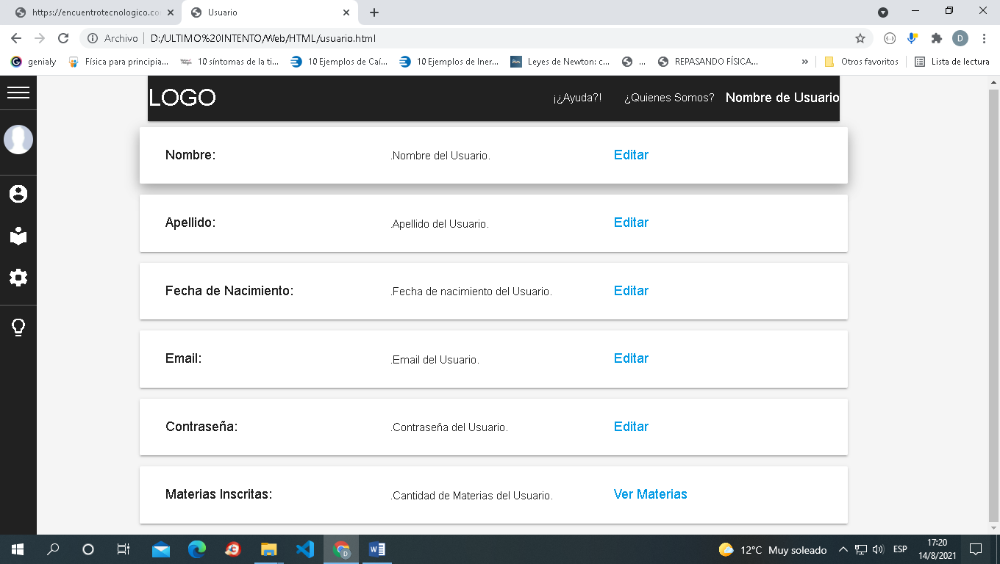 https://encuentrotecnologico.co
Usuario
Archivo
D:/ULTIMO%20INTENTO/Web/HTML/usuario.html
D
genialy
Física para principia...
10 síntomas de la ti...
10 Ejemplos de Caí...
10 Ejemplos de Iner...
Leyes de Newton: c...
...
REPASANDO FÍSICA...
»
Otros favoritos
Lista de lectura
LOGO
¡¿Ayuda?!
¿Quienes Somos?
Nombre de Usuario
Nombre:
.Nombre del Usuario.
Editar
Apellido:
.Apellido del Usuario.
Editar
Fecha de Nacimiento:
.Fecha de nacimiento del Usuario.
Editar
Email:
.Email del Usuario.
Editar
Contraseña:
.Contraseña del Usuario.
Editar
Materias Inscritas:
.Cantidad de Materias del Usuario.
Ver Materias
12°C Muy soleado
ESP
17:20
14/8/2021